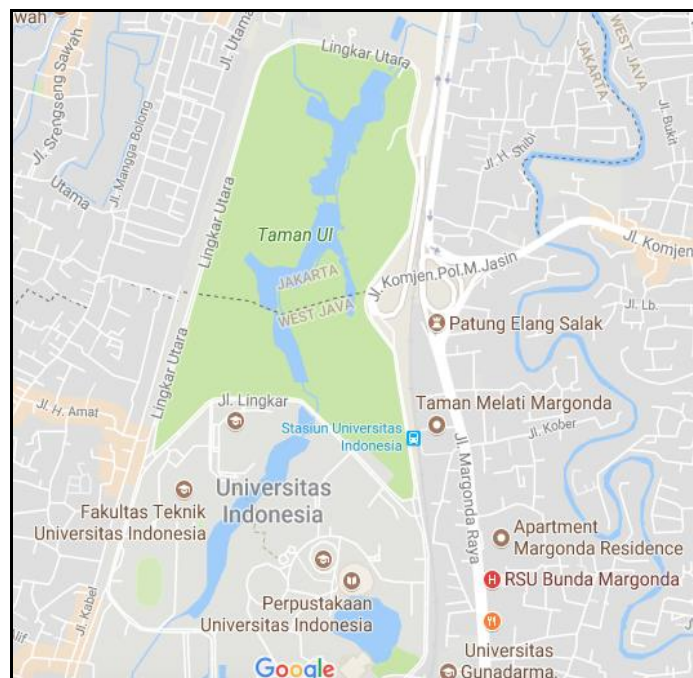 wah
Lingkar Utara
Jl. Utama
WEST JAVA
JAKARTA
Jl. Srengseng Sawah
Jl. Mangga Bolong
Jl. Bukit
Jl. H. Shibi
Utama
Lingkar Utara
Taman UI
Jl. Komjen.
JAKARTA
WEST JAVA
Jl. Komjen.Pol.M.Jasin
Jl. Lb.
Patung Elang Salak
Lingkar Utara
Jl. Lingkar
Jl. H. Amat
Taman Melati Margonda
Stasiun Universitas
Indonesia
Jl. Kober
Jl. Margonda Raya
Universitas
Indonesia
Fakultas Teknik
Universitas Indonesia
Apartment
Margonda Residence
H
RSU Bunda Margonda
Perpustakaan
Universitas Indonesia
Jl. Kabel
Alif
Universitas
Gunadarma,
Google